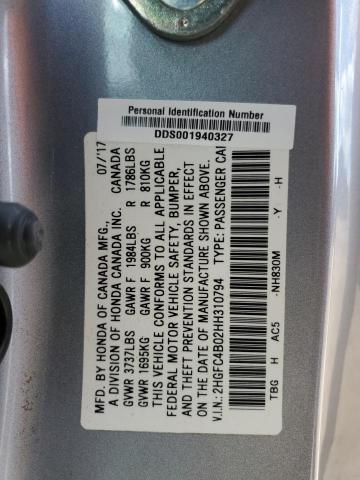 Personal Identification Number
DDS001940327
MFD. BY HONDA OF CANADA MFG., 07/'17
A DIVISION OF HONDA CANADA INC. CANADA
GVWR 3737LBS GAWR F 1984LBS R 1786LBS
GVWR 1695KG GAWR F 900KG R 810KG
THIS VEHICLE CONFORMS TO ALL APPLICABLE
FEDERAL MOTOR VEHICLE SAFETY, BUMPER,
AND THEFT PREVENTION STANDARDS IN EFFECT
ON THE DATE OF MANUFACTURE SHOWN ABOVE.
V.I.N.: 2HGFC4B02HH310794 TYPE: PASSENGER CAR
TBG H AC5 -NH830M -Y -H